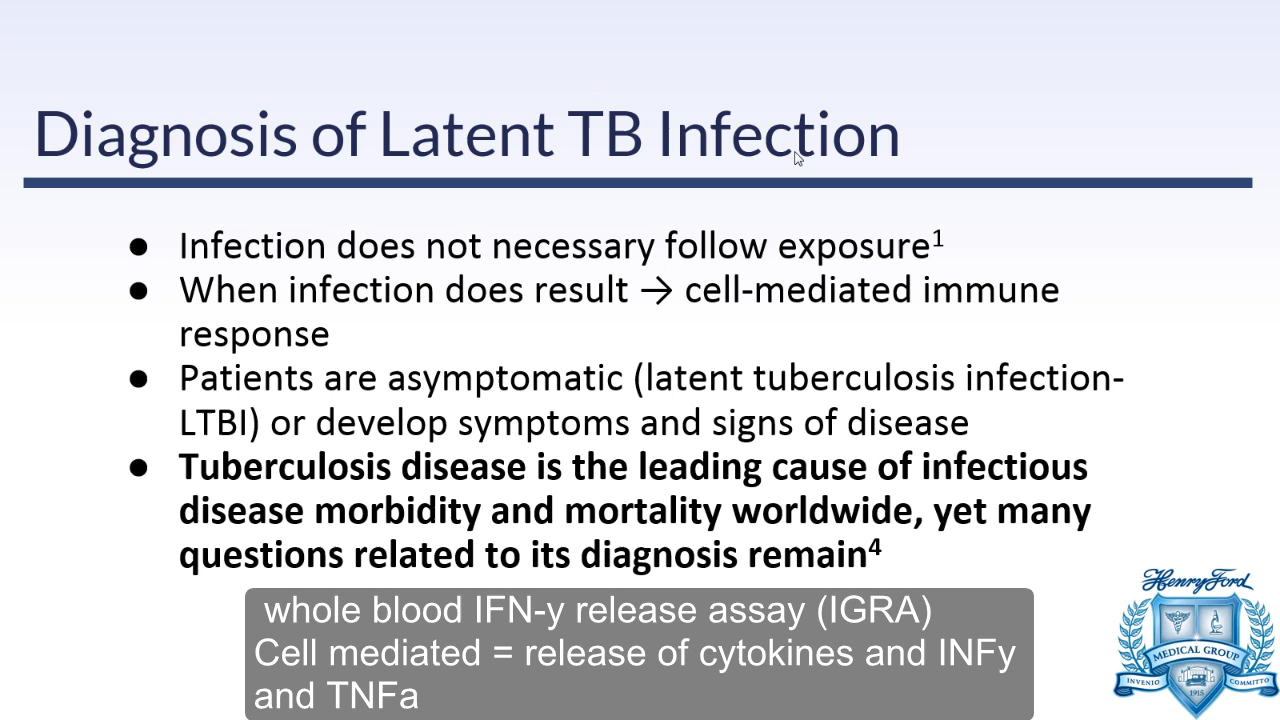 Diagnosis of Latent TB Infection
● Infection does not necessary follow exposure¹
● When infection does result → cell-mediated immune
response
● Patients are asymptomatic (latent tuberculosis infection-
LTBI) or develop symptoms and signs of disease
● Tuberculosis disease is the leading cause of infectious
disease morbidity and mortality worldwide, yet many
questions related to its diagnosis remain⁴
whole blood IFN-y release assay (IGRA)
Cell mediated = release of cytokines and INFy
and TNFa
Henry Ford
MEDICAL GROUP
INVENIO 1915 COMMITTO